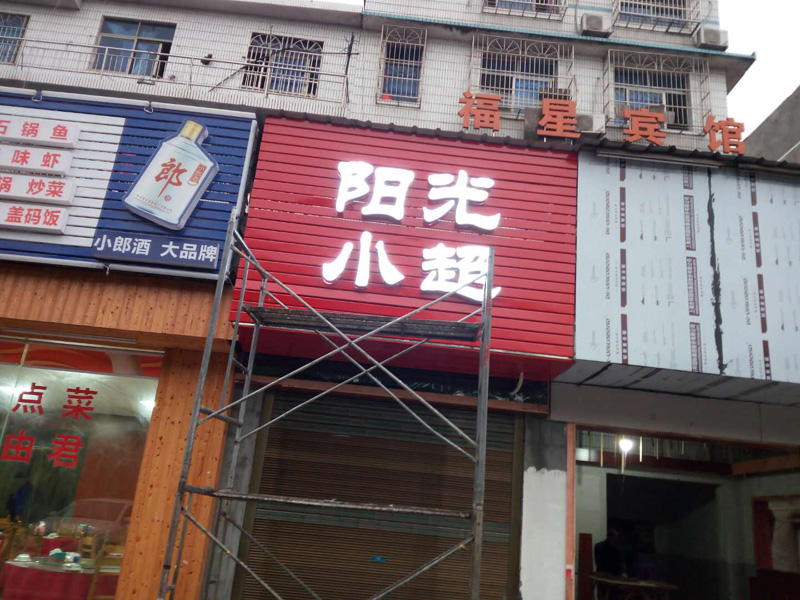 福星宾馆
石锅鱼
味虾
锅炒菜
盖码饭
郎
小郎酒 大品牌
阳光
小超
点菜
由君